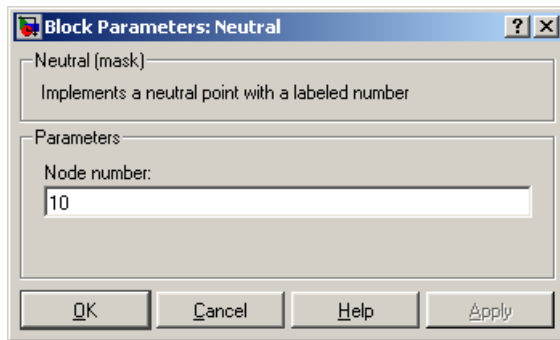 Block Parameters: Neutral
Neutral (mask)
Implements a neutral point with a labeled number
Parameters
Node number:
10
OK Cancel Help Apply